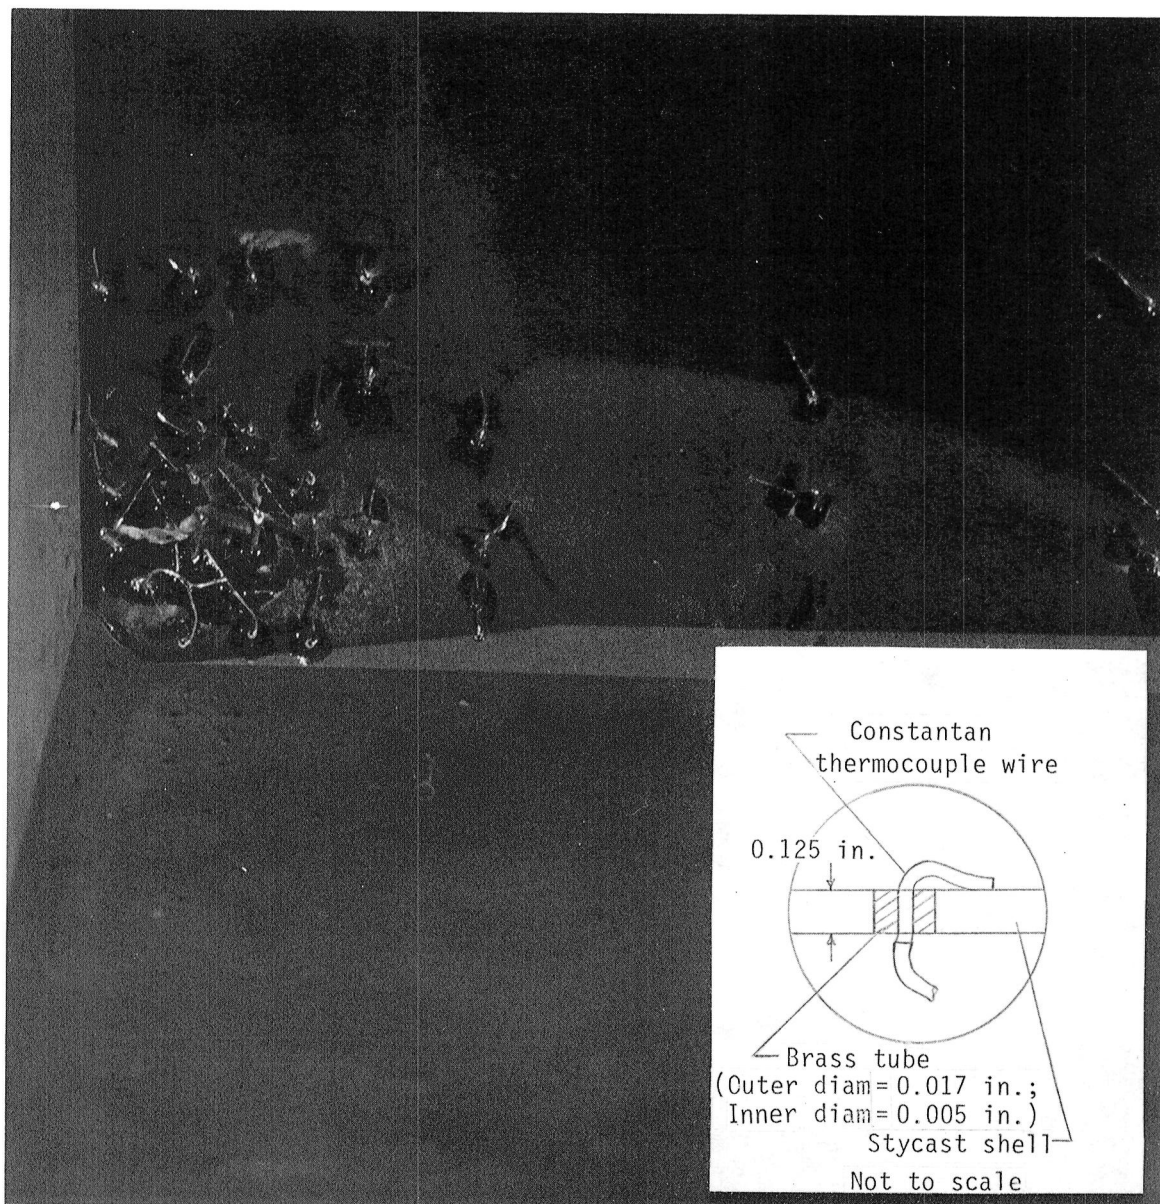 Constantan
thermocouple wire
0.125 in.
Brass tube
(Outer diam = 0.017 in.;
Inner diam = 0.005 in.)
Stycast shell
Not to scale